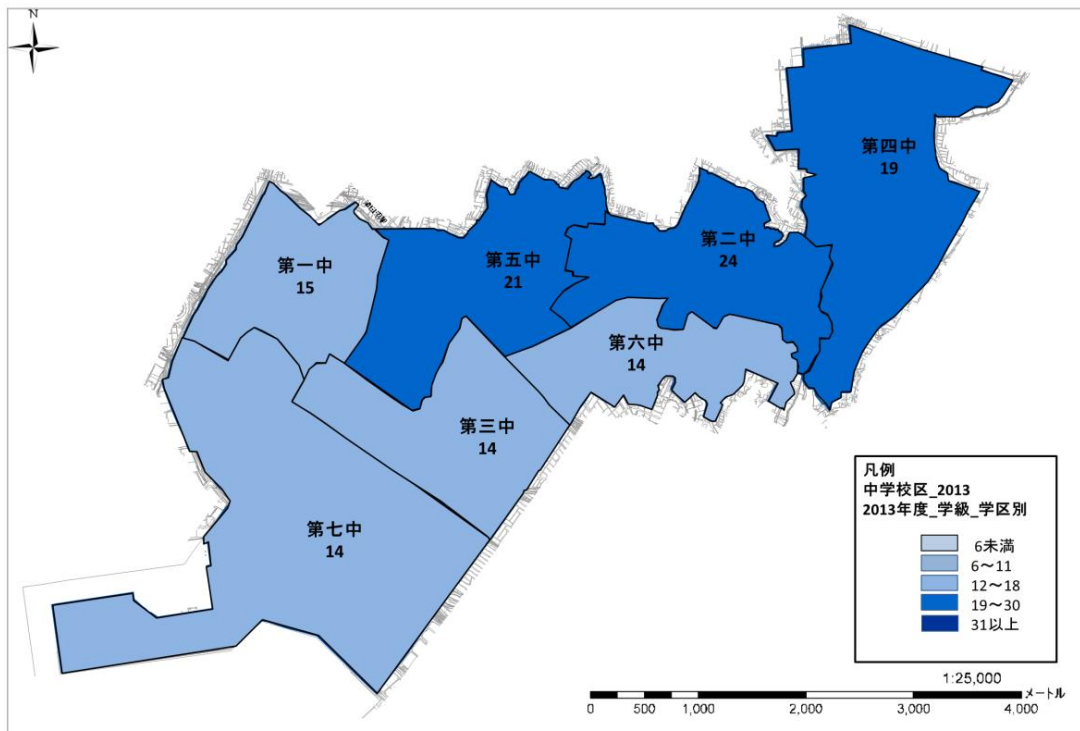 N
第四中
19
第二中
24
第五中
21
第一中
15
第六中
14
第三中
14
第七中
14
凡例
中学校区_2013
2013年度_学級_学区別
6未満
6～11
12～18
19～30
31以上
1:25,000
メートル
0 500 1,000 2,000 3,000 4,000